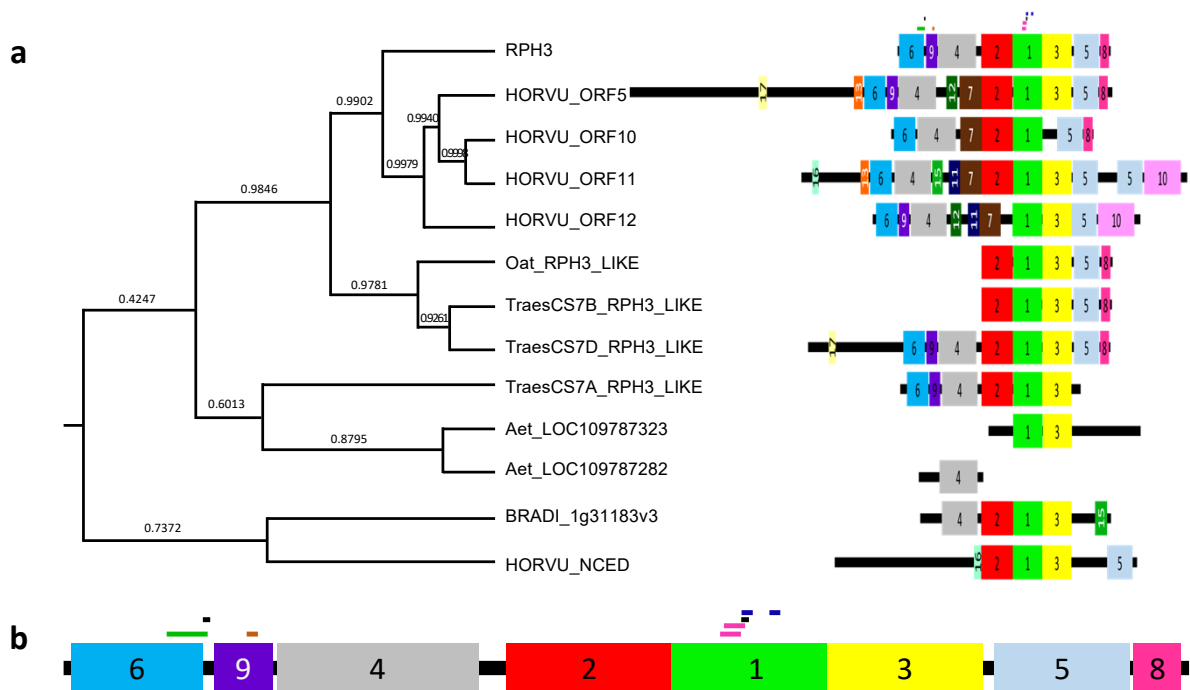 a
RPH3 6 9 4 2 1 3 5 8
0.9902
HORVU_ORF5 17 13 6 9 4 12 7 2 1 3 5 8
0.9940
HORVU_ORF10 6 4 7 2 1 5 8
0.9998
0.9979
HORVU_ORF11 16 13 6 4 15 11 7 2 1 3 5 5 10
0.9846
HORVU_ORF12 6 9 4 12 11 7 1 3 5 10
Oat_RPH3_LIKE 2 1 3 5 8
0.9781
0.4247
TraesCS7B_RPH3_LIKE 2 1 3 5 8
0.9261
TraesCS7D_RPH3_LIKE 17 6 9 4 2 1 3 5 8
TraesCS7A_RPH3_LIKE 6 9 4 2 1 3
0.6013
Aet_LOC109787323 1 3
0.8795
Aet_LOC109787282 4
BRADI_1g31183v3 4 2 1 3 15
0.7372
HORVU_NCED 16 2 1 3 5
b
6 9 4 2 1 3 5 8